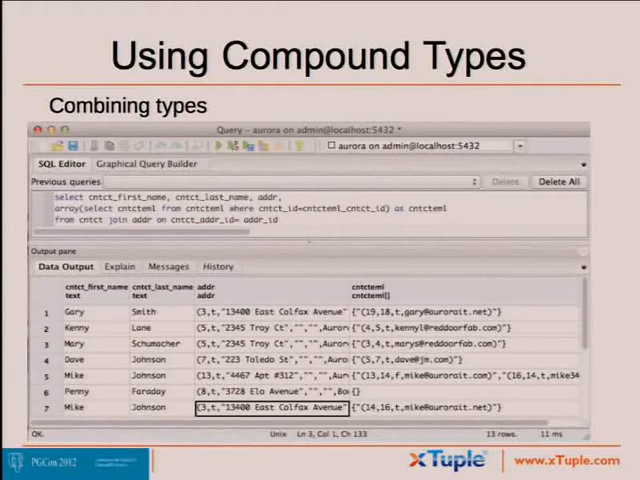 Using Compound Types
Combining types
Query – aurora on admin@localhost:5432 *
aurora on admin@localhost:5432
SQL Editor Graphical Query Builder
Previous queries Delete Delete All
select cntct_first_name, cntct_last_name, addr,
array(select cntcteml from cntcteml where cntct_id=cntcteml_cntct_id) as cntcteml
from cntct join addr on cntct_addr_id= addr_id
Output pane
Data Output Explain Messages History
cntct_first_name cntct_last_name addr cntcteml
text text addr cntcteml[]
1 Gary Smith (3,t,"13400 East Colfax Avenue" {"(19,18,t,gary@aurorait.net)"}
2 Kenny Lane (5,t,"2345 Troy Ct","","",Auror {"(4,5,t,kennyl@reddoorfab.com)"}
3 Mary Schumacher (5,t,"2345 Troy Ct","","",Auror {"(3,4,t,marys@reddoorfab.com)"}
4 Dave Johnson (7,t,"223 Toledo St","","",Auror {"(5,7,t,dave@jm.com)"}
5 Mike Johnson (13,t,"4467 Apt #312","","",Auror {"(13,14,f,mike@aurorait.com)","(16,14,t,mike34
6 Penny Faraday (8,t,"3728 Elo Avenue","","",Bo {}
7 Mike Johnson (3,t,"13400 East Colfax Avenue" {"(14,16,t,mike@aurorait.net)"}
OK. Unix Ln 3, Col 1, Ch 133 13 rows. 11 ms
PGCon 2012
xTuple
www.xTuple.com